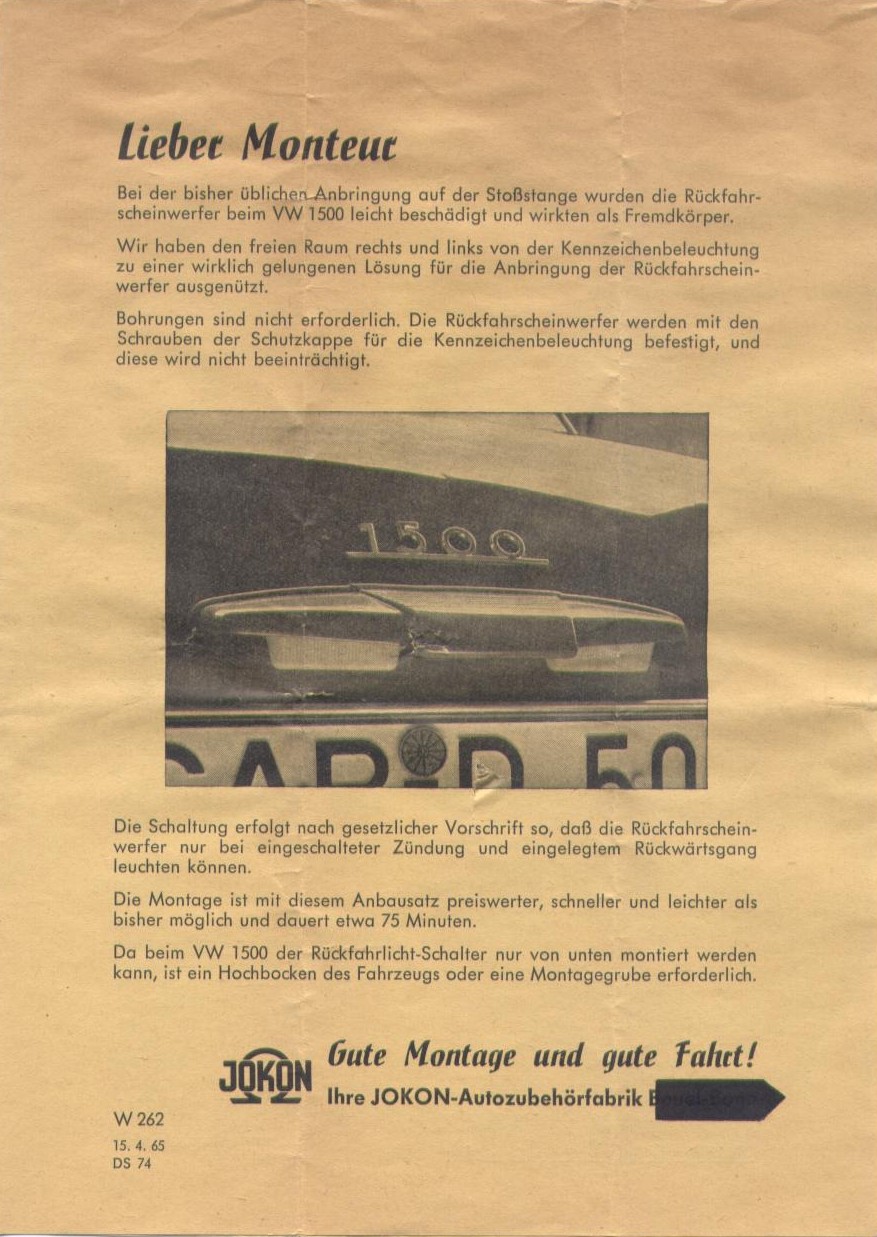 Lieber Monteur
Bei der bisher üblichen Anbringung auf der Stoßstange wurden die Rückfahr-
scheinwerfer beim VW 1500 leicht beschädigt und wirkten als Fremdkörper.
Wir haben den freien Raum rechts und links von der Kennzeichenbeleuchtung
zu einer wirklich gelungenen Lösung für die Anbringung der Rückfahrschein-
werfer ausgenützt.
Bohrungen sind nicht erforderlich. Die Rückfahrscheinwerfer werden mit den
Schrauben der Schutzkappe für die Kennzeichenbeleuchtung befestigt, und
diese wird nicht beeinträchtigt.
1500
GAP D 50
Die Schaltung erfolgt nach gesetzlicher Vorschrift so, daß die Rückfahrschein-
werfer nur bei eingeschalteter Zündung und eingelegtem Rückwärtsgang
leuchten können.
Die Montage ist mit diesem Anbausatz preiswerter, schneller und leichter als
bisher möglich und dauert etwa 75 Minuten.
Da beim VW 1500 der Rückfahrlicht-Schalter nur von unten montiert werden
kann, ist ein Hochbocken des Fahrzeugs oder eine Montagegrube erforderlich.
JOKON
Gute Montage und gute Fahrt!
Ihre JOKON-Autozubehörfabrik
W 262
15. 4. 65
DS 74